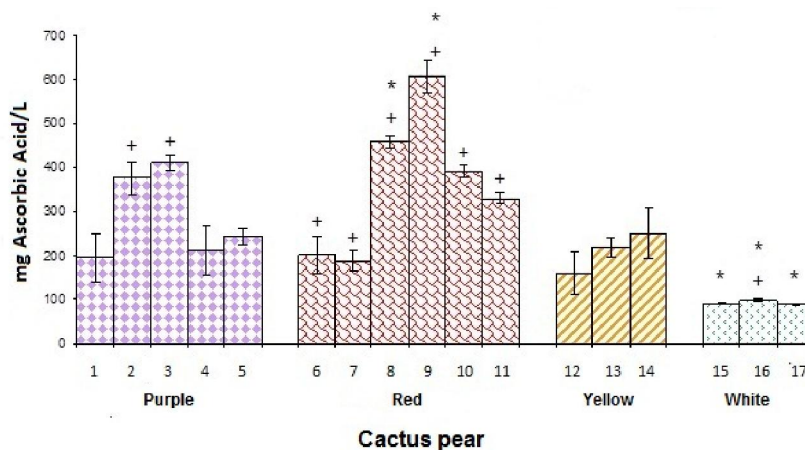 mg Ascorbic Acid/L
700
600
500
400
300
200
100
0
+ + + + * + * + + + * * + *
1 2 3 4 5 6 7 8 9 10 11 12 13 14 15 16 17
Purple Red Yellow White
Cactus pear